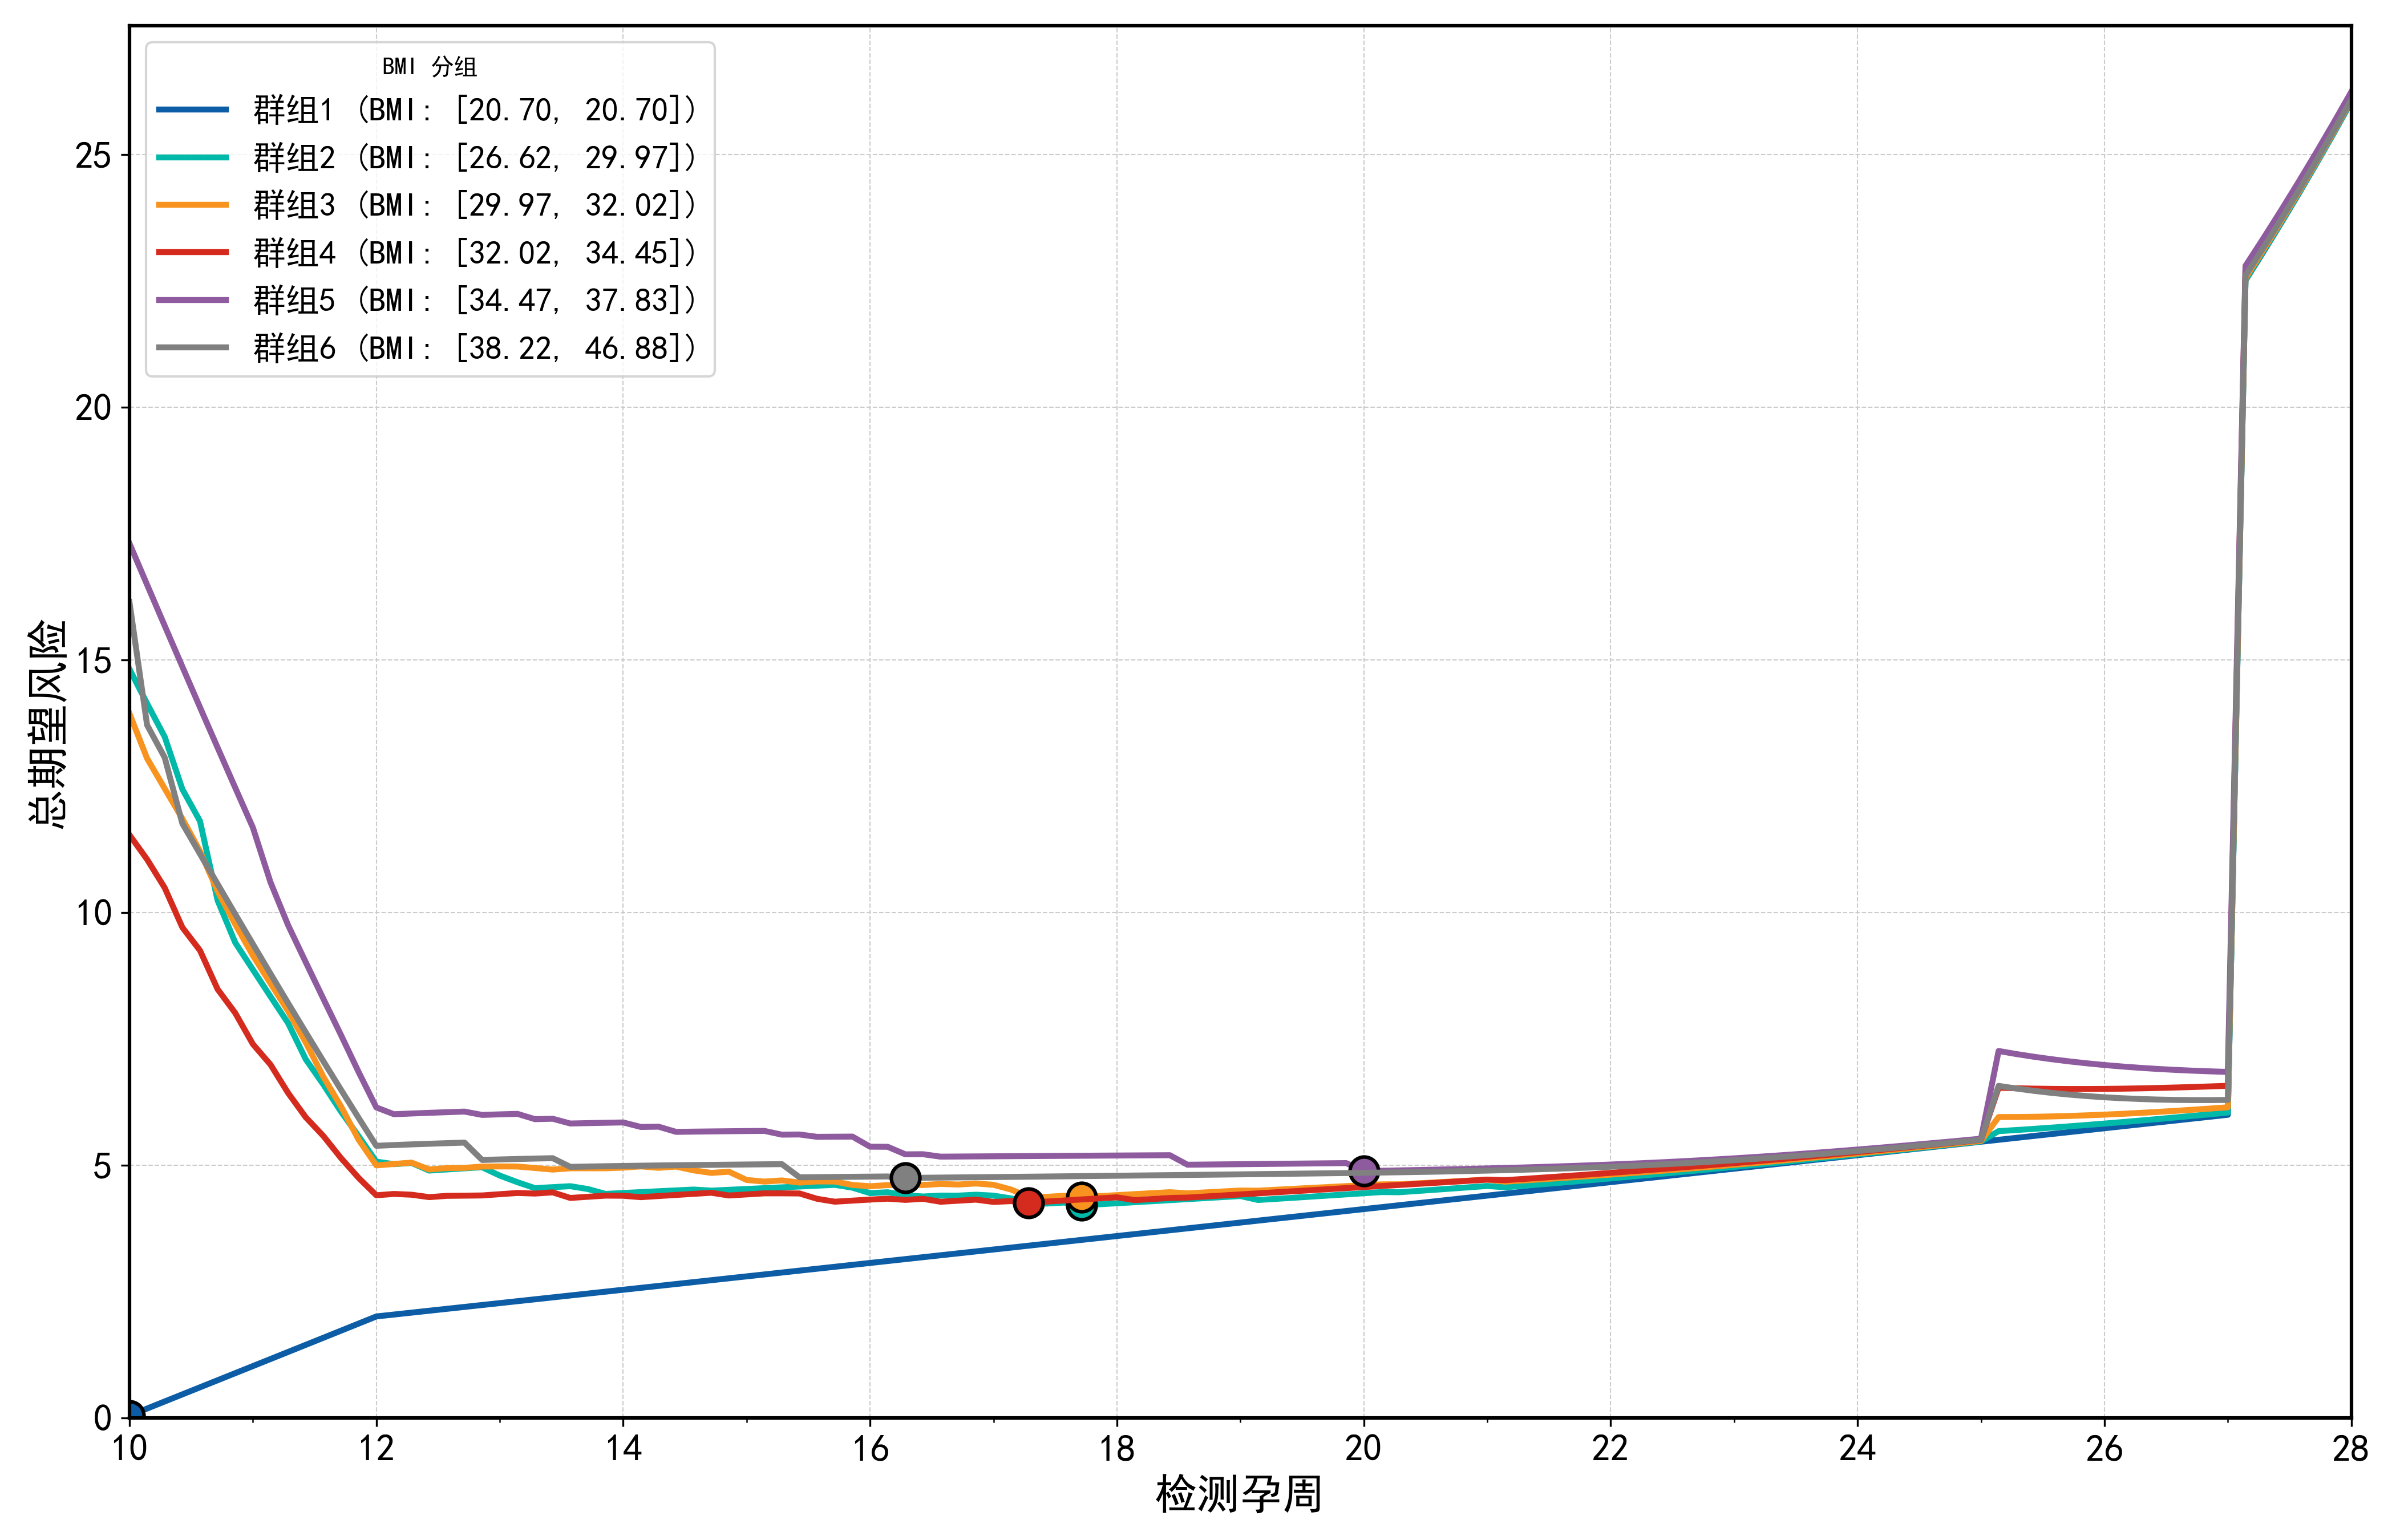 BMI 分组
群组1 (BMI: [20.70, 20.70])
群组2 (BMI: [26.62, 29.97])
群组3 (BMI: [29.97, 32.02])
群组4 (BMI: [32.02, 34.45])
群组5 (BMI: [34.47, 37.83])
群组6 (BMI: [38.22, 46.88])
25
20
15
10
5
0
总期望风险
10 12 14 16 18 20 22 24 26 28
检测孕周